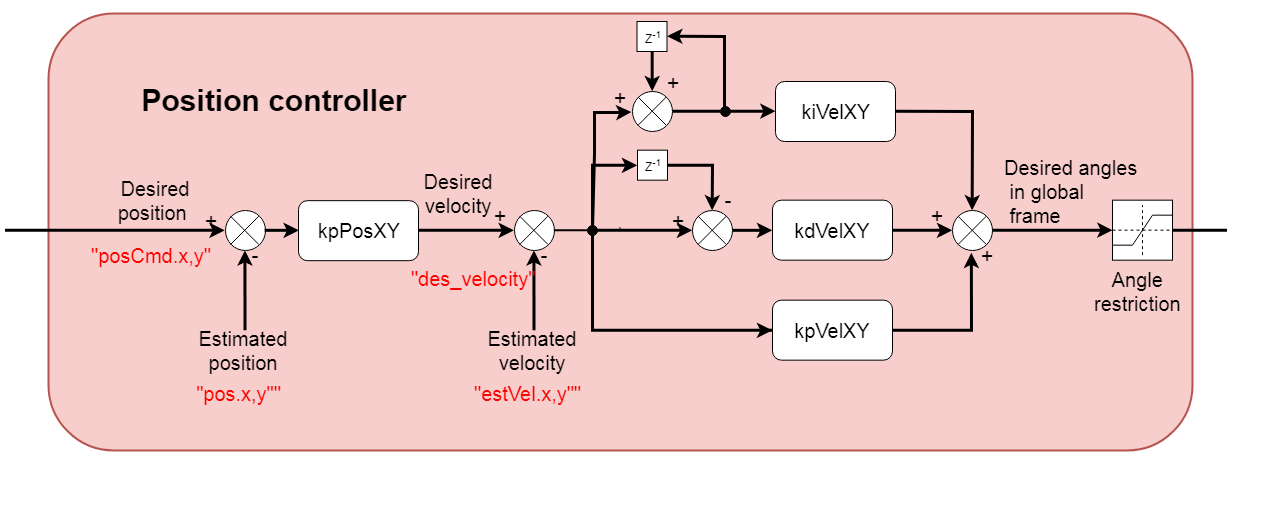 Position controller
z-1
+
+
kiVelXY
z-1
-
Desired
position
+
"posCmd.x,y"
-
kpPosXY
Desired
velocity
+
"des_velocity"
-
+
kdVelXY
+
+
Desired angles
in global
frame
Angle
restriction
kpVelXY
Estimated
position
"pos.x,y""
Estimated
velocity
"estVel.x,y""